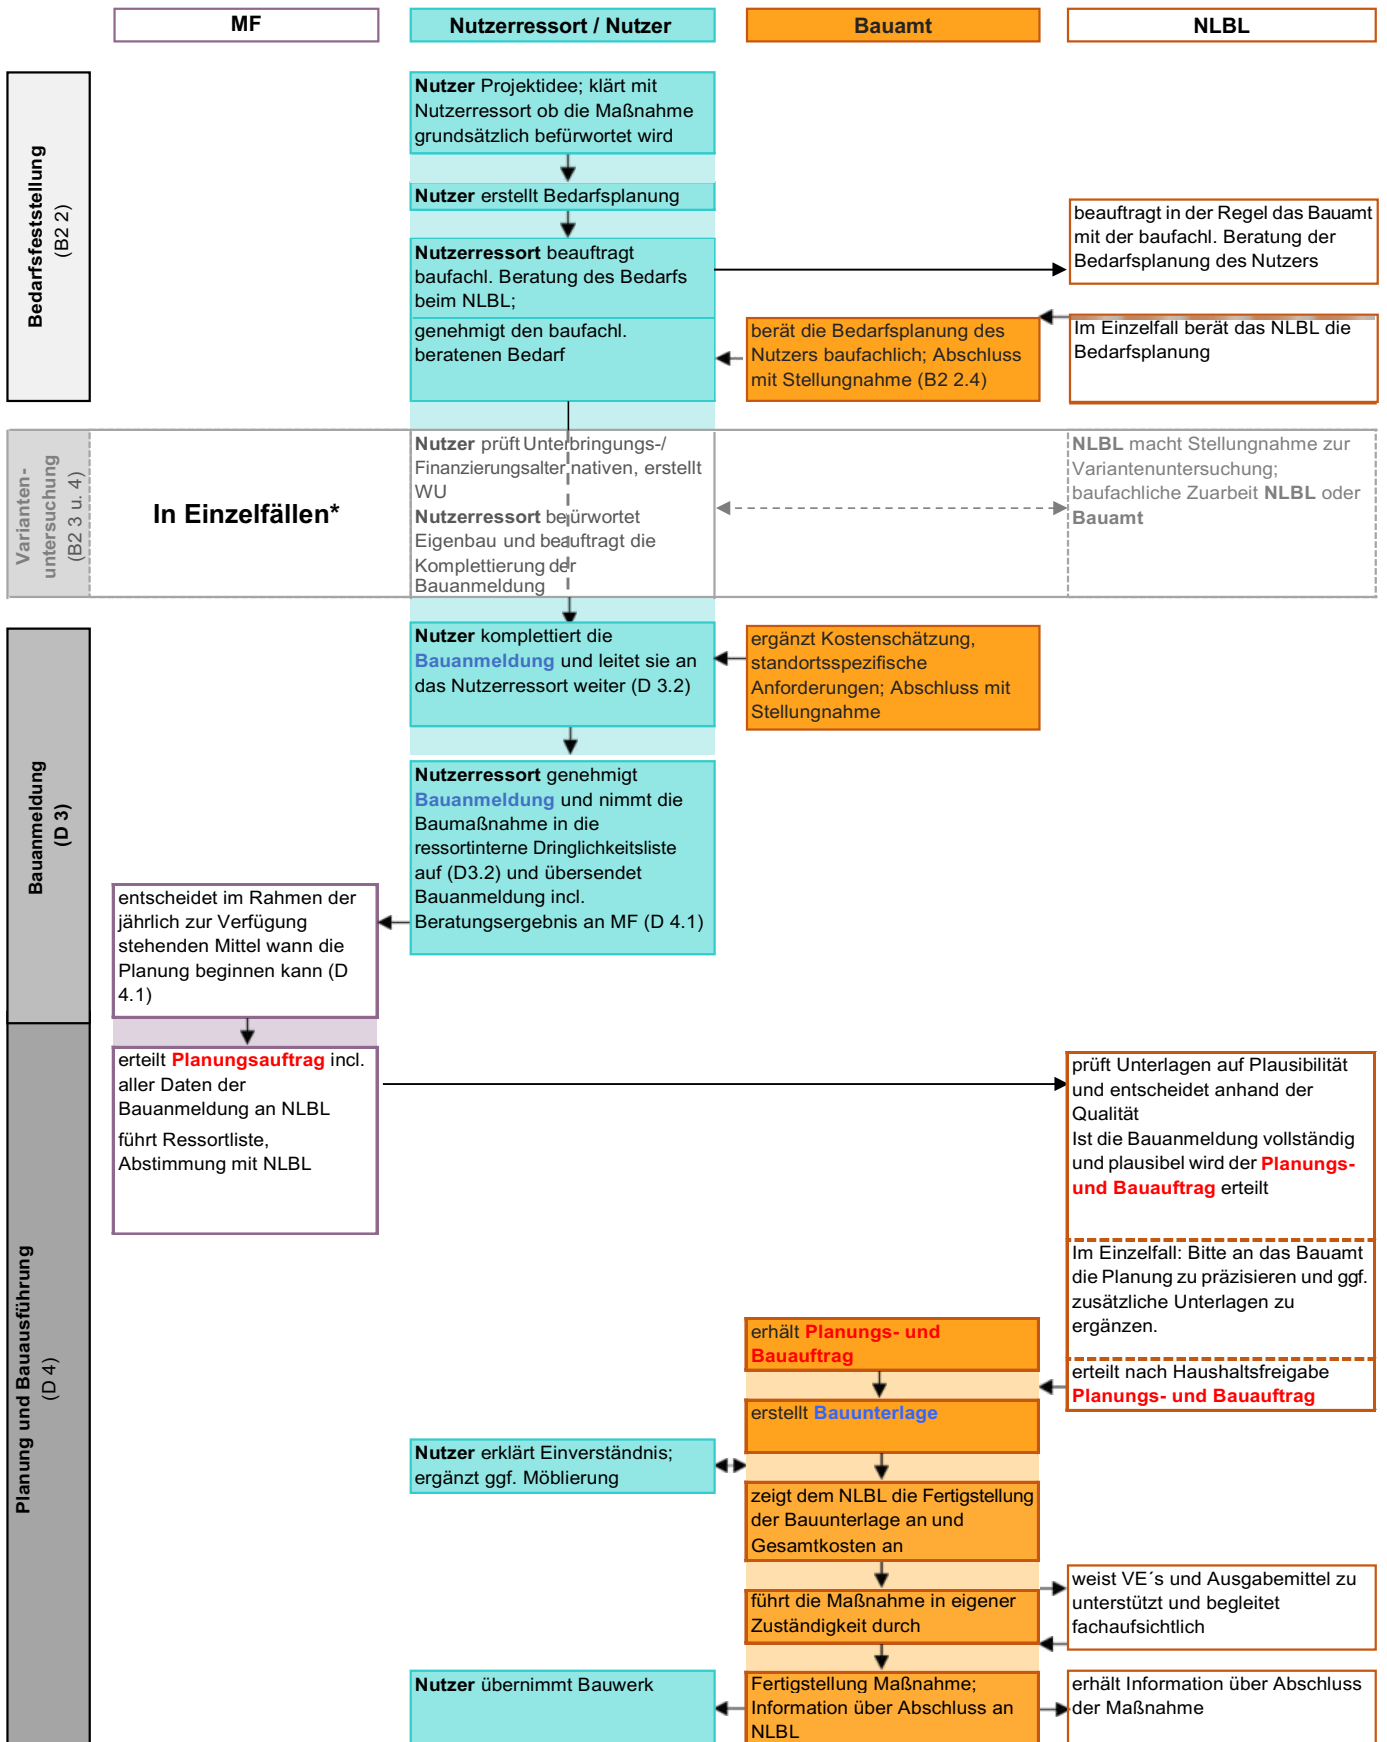 MF
Nutzerressort / Nutzer
Bauamt
NLBL
Bedarfsfeststellung
(B2 2)
Nutzer Projektidee; klärt mit
Nutzerressort ob die Maßnahme
grundsätzlich befürwortet wird
Nutzer erstellt Bedarfsplanung
Nutzerressort beauftragt
baufachl. Beratung des Bedarfs
beim NLBL;
genehmigt den baufachl.
beratenen Bedarf
beauftragt in der Regel das Bauamt
mit der baufachl. Beratung der
Bedarfsplanung des Nutzers
berät die Bedarfsplanung des
Nutzers baufachlich; Abschluss
mit Stellungnahme (B2 2.4)
Im Einzelfall berät das NLBL die
Bedarfsplanung
Varianten-
untersuchung
(B2 3 u. 4)
In Einzelfällen*
Nutzer prüft Unterbringungs-/
Finanzierungsalternativen, erstellt
WU
Nutzerressort befürwortet
Eigenbau und beauftragt die
Komplettierung der
Bauanmeldung
NLBL macht Stellungnahme zur
Variantenuntersuchung;
baufachliche Zuarbeit NLBL oder
Bauamt
Bauanmeldung
(D 3)
Nutzer komplettiert die
Bauanmeldung und leitet sie an
das Nutzerressort weiter (D 3.2)
ergänzt Kostenschätzung,
standortsspezifische
Anforderungen; Abschluss mit
Stellungnahme
Nutzerressort genehmigt
Bauanmeldung und nimmt die
Baumaßnahme in die
ressortinterne Dringlichkeitsliste
auf (D3.2) und übersendet
Bauanmeldung incl.
Beratungsergebnis an MF (D 4.1)
entscheidet im Rahmen der
jährlich zur Verfügung
stehenden Mittel wann die
Planung beginnen kann (D
4.1)
Planung und Bauausführung
(D 4)
erteilt Planungsauftrag incl.
aller Daten der
Bauanmeldung an NLBL
führt Ressortliste,
Abstimmung mit NLBL
prüft Unterlagen auf Plausibilität
und entscheidet anhand der
Qualität
Ist die Bauanmeldung vollständig
und plausibel wird der Planungs-
und Bauauftrag erteilt
Im Einzelfall: Bitte an das Bauamt
die Planung zu präzisieren und ggf.
zusätzliche Unterlagen zu
ergänzen.
erteilt nach Haushaltsfreigabe
Planungs- und Bauauftrag
erhält Planungs- und
Bauauftrag
erstellt Bauunterlage
Nutzer erklärt Einverständnis;
ergänzt ggf. Möblierung
zeigt dem NLBL die Fertigstellung
der Bauunterlage an und
Gesamtkosten an
führt die Maßnahme in eigener
Zuständigkeit durch
weist VE´s und Ausgabemittel zu
unterstützt und begleitet
fachaufsichtlich
Nutzer übernimmt Bauwerk
Fertigstellung Maßnahme;
Information über Abschluss an
NLBL
erhält Information über Abschluss
der Maßnahme